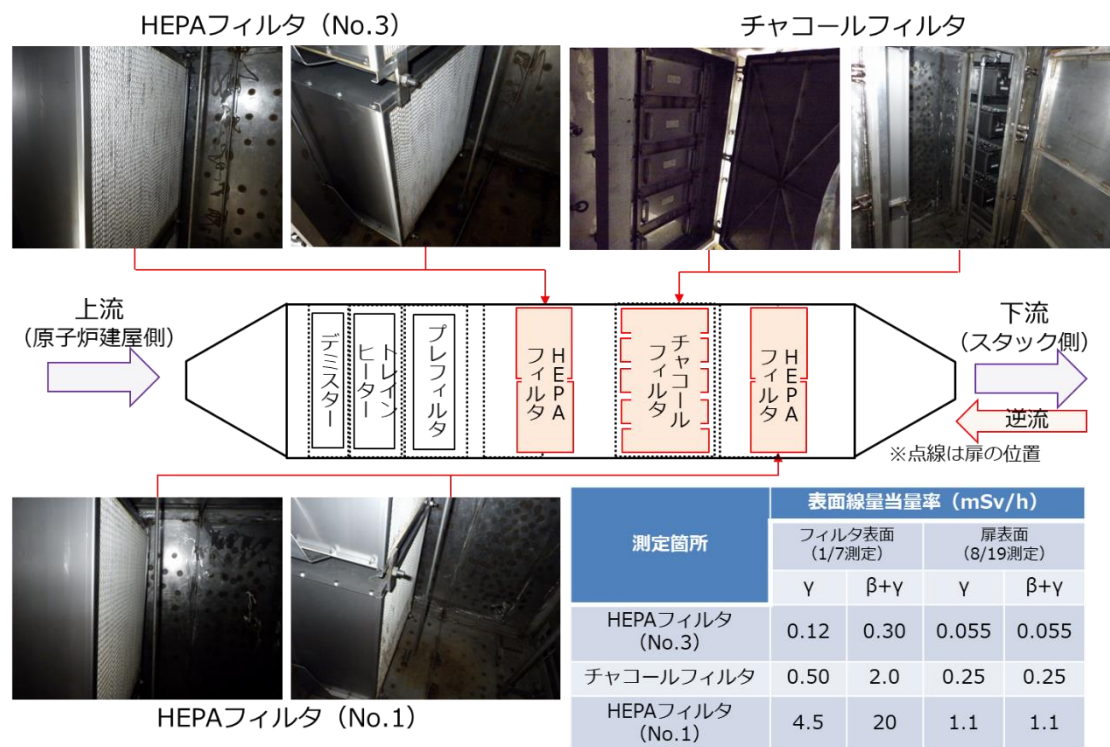 HEPAフィルタ（No.3）
チャコールフィルタ
上流
（原子炉建屋側）
デミスター
トレイン
ヒーター
プレフィルタ
HEPA
フィルタ
チャコール
フィルタ
HEPA
フィルタ
下流
（スタック側）
逆流
※点線は扉の位置
HEPAフィルタ（No.1）
測定箇所
表面線量当量率（mSv/h）
フィルタ表面
（1/7測定）
扉表面
（8/19測定）
γ β+γ γ β+γ
HEPAフィルタ
（No.3）
0.12 0.30 0.055 0.055
チャコールフィルタ 0.50 2.0 0.25 0.25
HEPAフィルタ
（No.1）
4.5 20 1.1 1.1